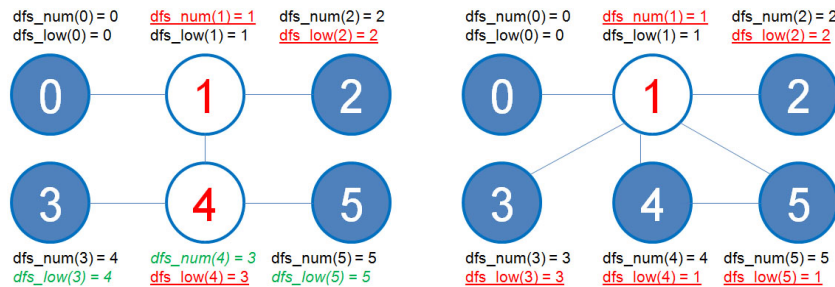 dfs_num(0) = 0 dfs_num(1) = 1 dfs_num(2) = 2 dfs_num(0) = 0 dfs_num(1) = 1 dfs_num(2) = 2
dfs_low(0) = 0 dfs_low(1) = 1 dfs_low(2) = 2 dfs_low(0) = 0 dfs_low(1) = 1 dfs_low(2) = 2
0 1 2 0 1 2
3 4 5 3 4 5
dfs_num(3) = 4 dfs_num(4) = 3 dfs_num(5) = 5 dfs_num(3) = 3 dfs_num(4) = 4 dfs_num(5) = 5
dfs_low(3) = 4 dfs_low(4) = 3 dfs_low(5) = 5 dfs_low(3) = 3 dfs_low(4) = 1 dfs_low(5) = 1